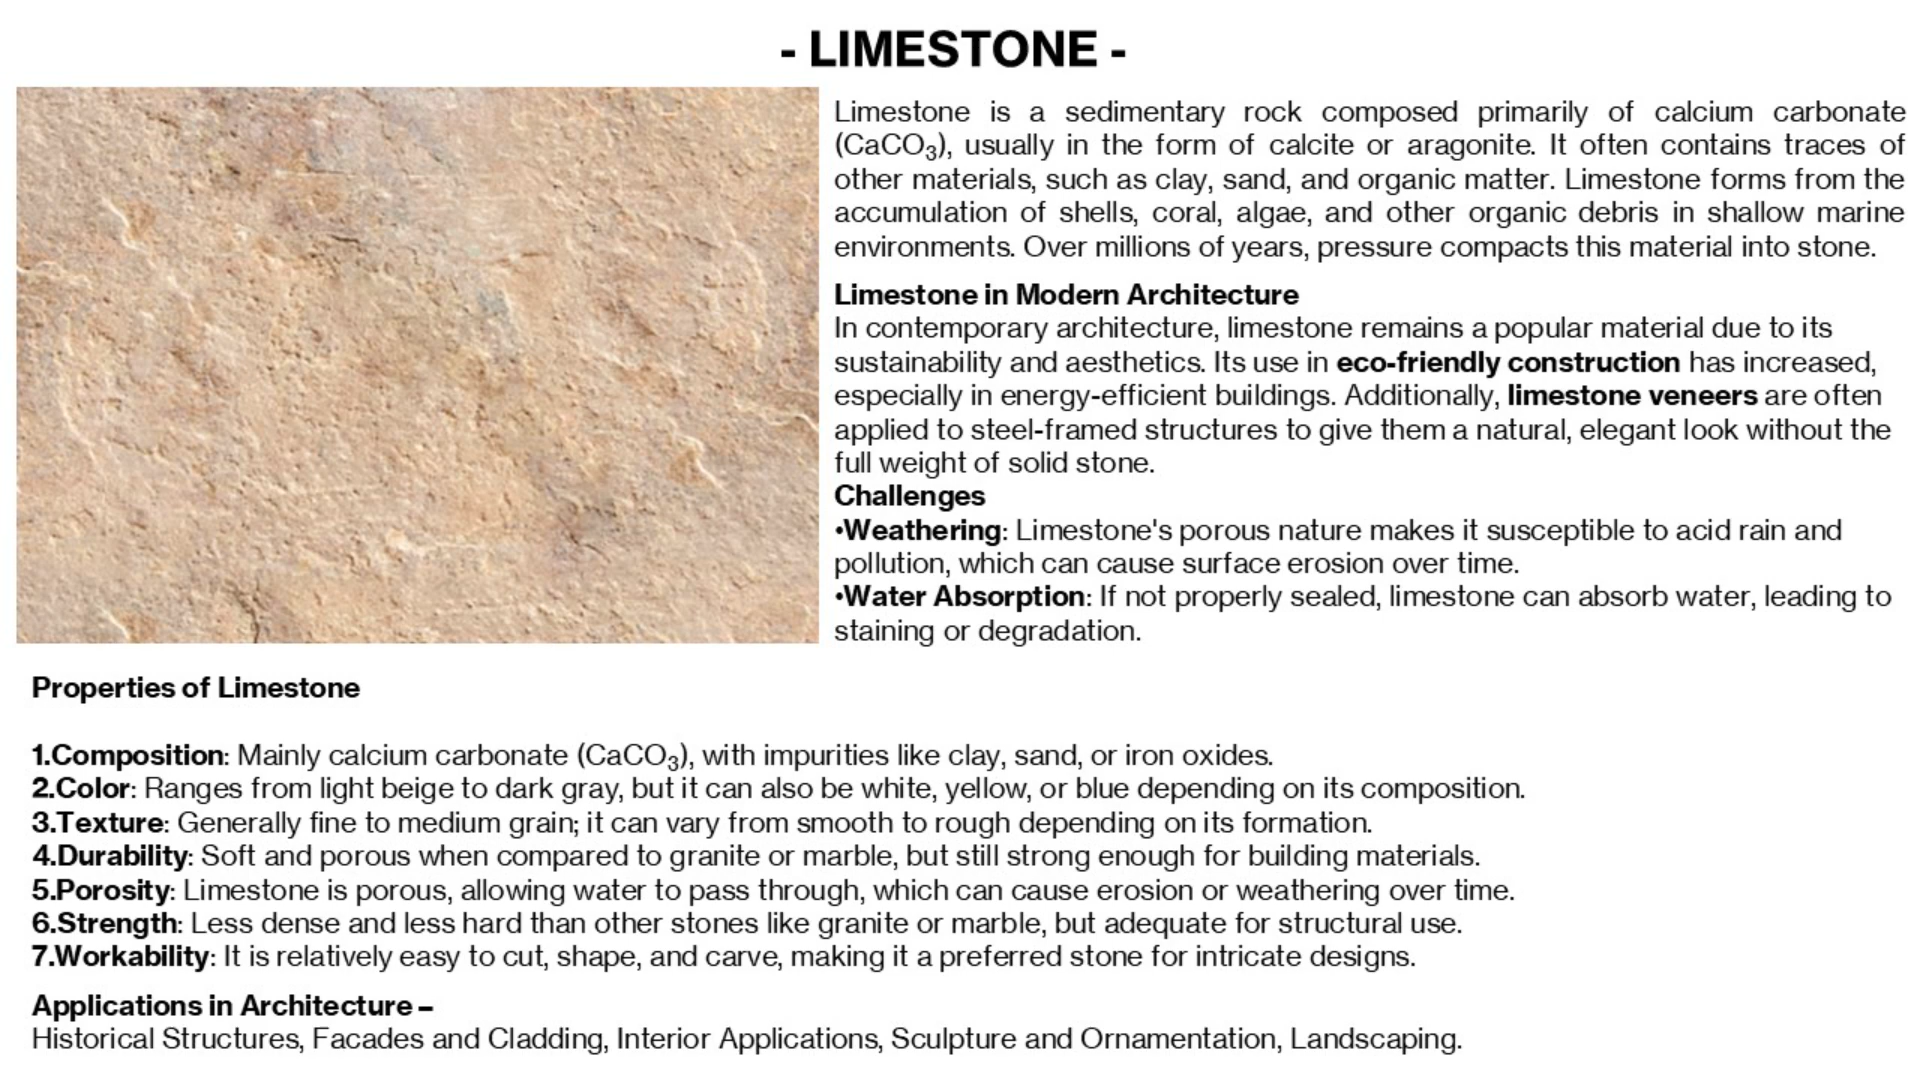 - LIMESTONE -
Limestone is a sedimentary rock composed primarily of calcium carbonate
(CaCO₃), usually in the form of calcite or aragonite. It often contains traces of
other materials, such as clay, sand, and organic matter. Limestone forms from the
accumulation of shells, coral, algae, and other organic debris in shallow marine
environments. Over millions of years, pressure compacts this material into stone.
Limestone in Modern Architecture
In contemporary architecture, limestone remains a popular material due to its
sustainability and aesthetics. Its use in eco-friendly construction has increased,
especially in energy-efficient buildings. Additionally, limestone veneers are often
applied to steel-framed structures to give them a natural, elegant look without the
full weight of solid stone.
Challenges
•Weathering: Limestone's porous nature makes it susceptible to acid rain and
pollution, which can cause surface erosion over time.
•Water Absorption: If not properly sealed, limestone can absorb water, leading to
staining or degradation.
Properties of Limestone
1.Composition: Mainly calcium carbonate (CaCO₃), with impurities like clay, sand, or iron oxides.
2.Color: Ranges from light beige to dark gray, but it can also be white, yellow, or blue depending on its composition.
3.Texture: Generally fine to medium grain; it can vary from smooth to rough depending on its formation.
4.Durability: Soft and porous when compared to granite or marble, but still strong enough for building materials.
5.Porosity: Limestone is porous, allowing water to pass through, which can cause erosion or weathering over time.
6.Strength: Less dense and less hard than other stones like granite or marble, but adequate for structural use.
7.Workability: It is relatively easy to cut, shape, and carve, making it a preferred stone for intricate designs.
Applications in Architecture –
Historical Structures, Facades and Cladding, Interior Applications, Sculpture and Ornamentation, Landscaping.